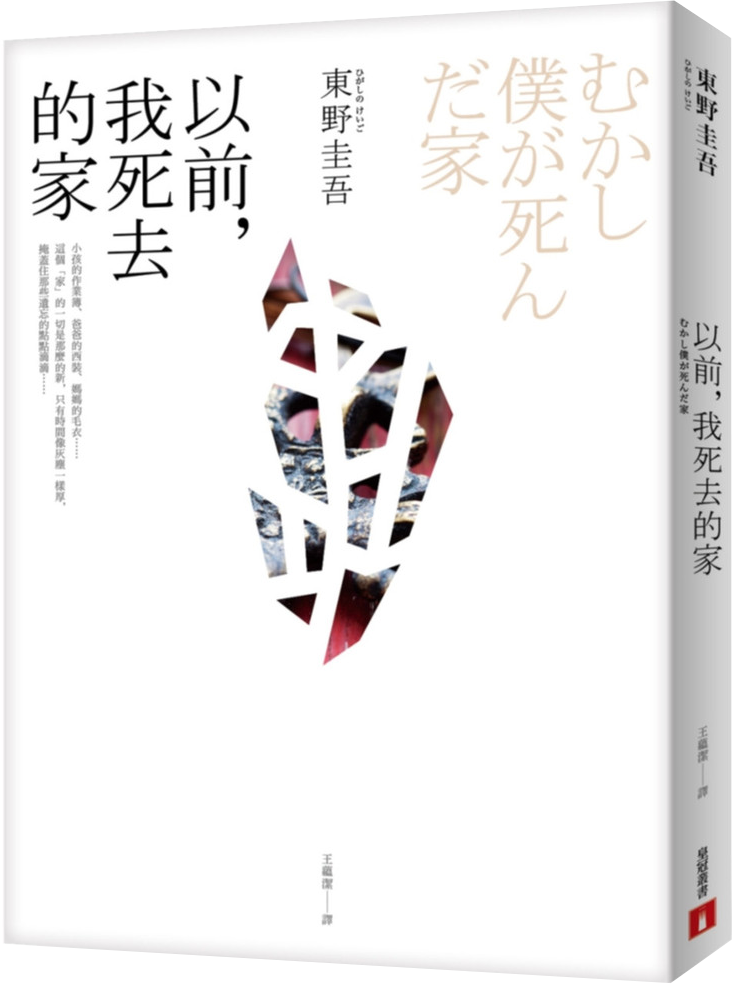 むかし
僕が死ん
だ家
東野圭吾
ひがしの けいご
以前，
我死去
的家
小孩的作業簿、爸爸的西裝、媽媽的毛衣……
這個「家」的一切是那麼的新，只有時間像灰塵一樣厚，
掩蓋住那些遺忘的點點滴滴……
王蘊潔——譯
東野圭吾
ひがしの けいご
以前，我死去的家
むかし僕が死んだ家
王蘊潔——譯
皇冠叢書